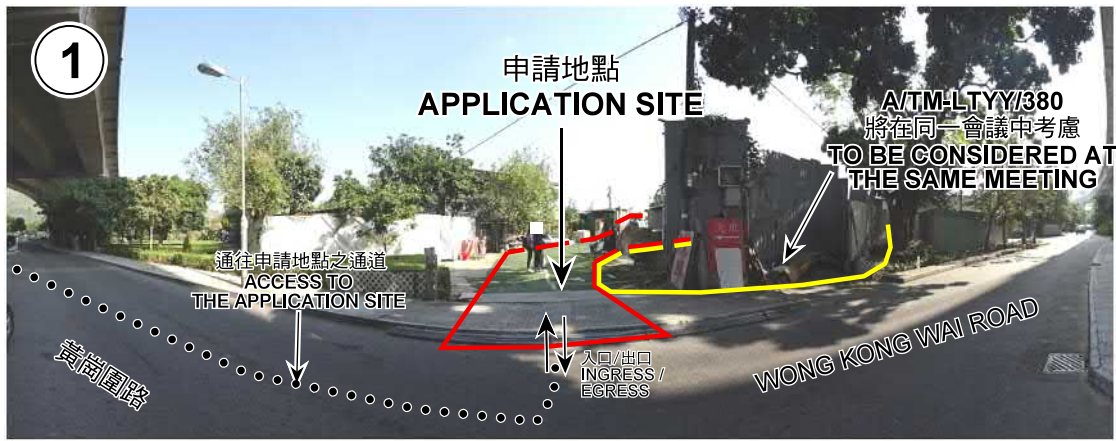 1
申請地點
APPLICATION SITE
A/TM-LTYY/380
將在同一會議中考慮
TO BE CONSIDERED AT
THE SAME MEETING
通往申請地點之通道
ACCESS TO
THE APPLICATION SITE
入口/出口
INGRESS /
EGRESS
黃崗圍路
WONG KONG WAI ROAD